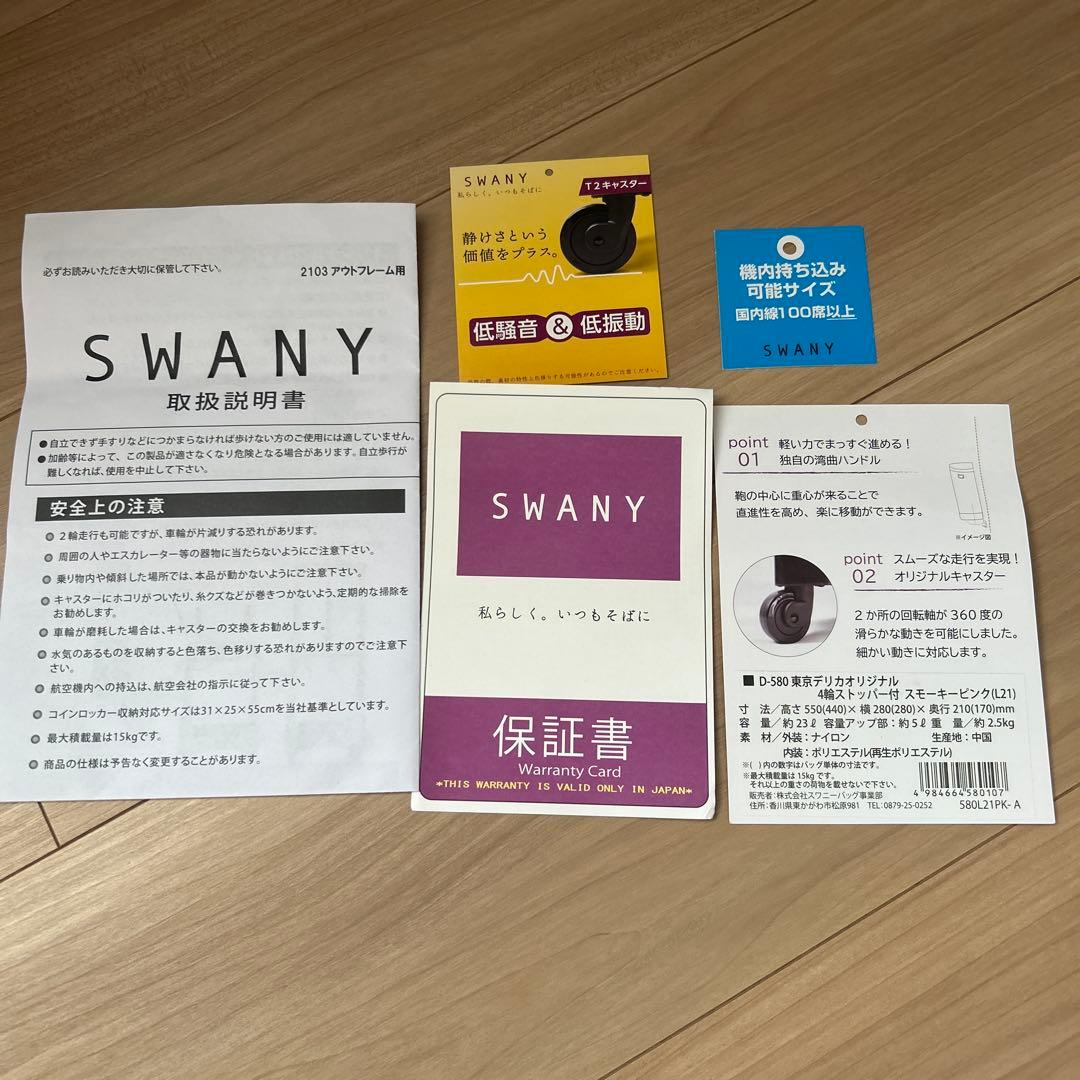 必ずお読みいただき大切に保管して下さい。
2103 アウトフレーム用
SWANY
取扱説明書
●自立できず手すりなどにつかまらなければ歩けない方のご使用には適していません。
●加齢等によって、この製品が適さなくなり危険となる場合があります。自立歩行が
難しくなれば、使用を中止して下さい。
安全上の注意
2輪走行も可能ですが、車輪が片減りする恐れがあります。
周囲の人やエスカレーター等の器物に当たらないようにご注意下さい。
乗り物内や傾斜した場所では、本品が動かないようにご注意下さい。
キャスターにホコリがついたり、糸クズなどが巻きつかないよう、定期的な掃除を
お勧めします。
車輪が磨耗した場合は、キャスターの交換をお勧めします。
水気のあるものを収納すると色落ち、色移りする恐れがありますのでご注意下
さい。
航空機内への持込は、航空会社の指示に従って下さい。
コインロッカー収納対応サイズは31×25×55cmを当社基準としています。
最大積載量は15kgです。
商品の仕様は予告なく変更することがあります。
SWANY
私らしく。いつもそばに
T2キャスター
静けさという
価値をプラス。
低騒音 & 低振動
素材の特性上色移りする可能性があるのでご注意ください。
機内持ち込み
可能サイズ
国内線100席以上
SWANY
SWANY
私らしく。いつもそばに
保証書
Warranty Card
*THIS WARRANTY IS VALID ONLY IN JAPAN*
point
01
軽い力でまっすぐ進める!
独自の湾曲ハンドル
鞄の中心に重心が来ることで
直進性を高め、楽に移動ができます。
※イメージ図
point
02
スムーズな走行を実現!
オリジナルキャスター
2か所の回転軸が360度の
滑らかな動きを可能にしました。
細かい動きに対応します。
■ D-580 東京デリカオリジナル
4輪ストッパー付 スモーキーピンク(L21)
寸 法/高さ 550(440)× 横 280(280)× 奥行 210(170)mm
容 量/約23ℓ 容量アップ部:約5ℓ 重 量/約2.5kg
素 材/外装:ナイロン 生産地:中国
内装:ポリエステル(再生ポリエステル)
※( )内の数字はバッグ単体の寸法です。
※最大積載量は15kgです。
それ以上の重さの荷物を載せないで下さい。
販売者:株式会社スワニーバッグ事業部
住所:香川県東かがわ市松原981 TEL:0879-25-0252
4984664580107
580L21PK-A